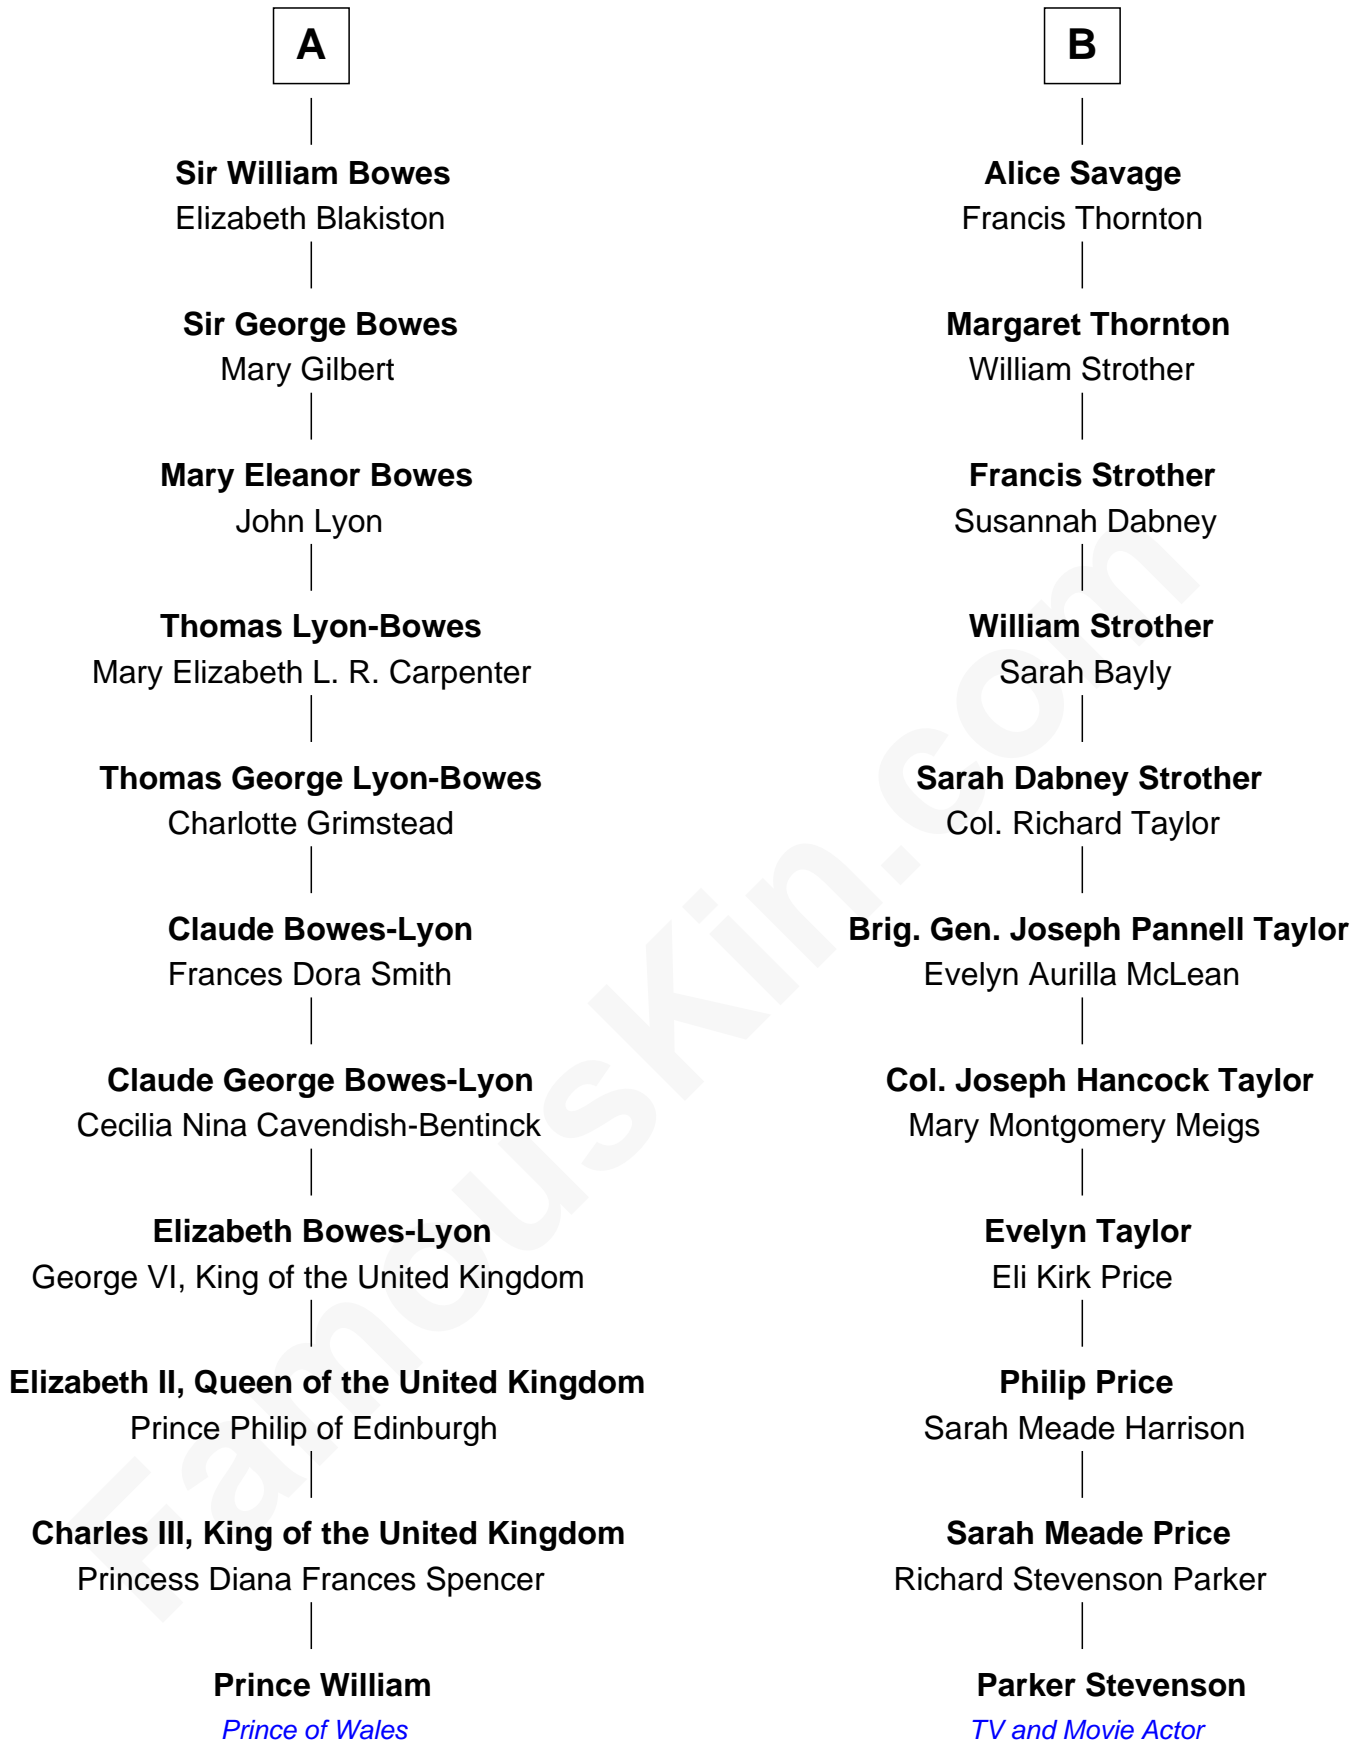 A
Sir William Bowes
Elizabeth Blakiston
Sir George Bowes
Mary Gilbert
Mary Eleanor Bowes
John Lyon
Thomas Lyon-Bowes
Mary Elizabeth L. R. Carpenter
Thomas George Lyon-Bowes
Charlotte Grimstead
Claude Bowes-Lyon
Frances Dora Smith
Claude George Bowes-Lyon
Cecilia Nina Cavendish-Bentinck
Elizabeth Bowes-Lyon
George VI, King of the United Kingdom
Elizabeth II, Queen of the United Kingdom
Prince Philip of Edinburgh
Charles III, King of the United Kingdom
Princess Diana Frances Spencer
Prince William
Prince of Wales
B
Alice Savage
Francis Thornton
Margaret Thornton
William Strother
Francis Strother
Susannah Dabney
William Strother
Sarah Bayly
Sarah Dabney Strother
Col. Richard Taylor
Brig. Gen. Joseph Pannell Taylor
Evelyn Aurilla McLean
Col. Joseph Hancock Taylor
Mary Montgomery Meigs
Evelyn Taylor
Eli Kirk Price
Philip Price
Sarah Meade Harrison
Sarah Meade Price
Richard Stevenson Parker
Parker Stevenson
TV and Movie Actor
FamousKin.com